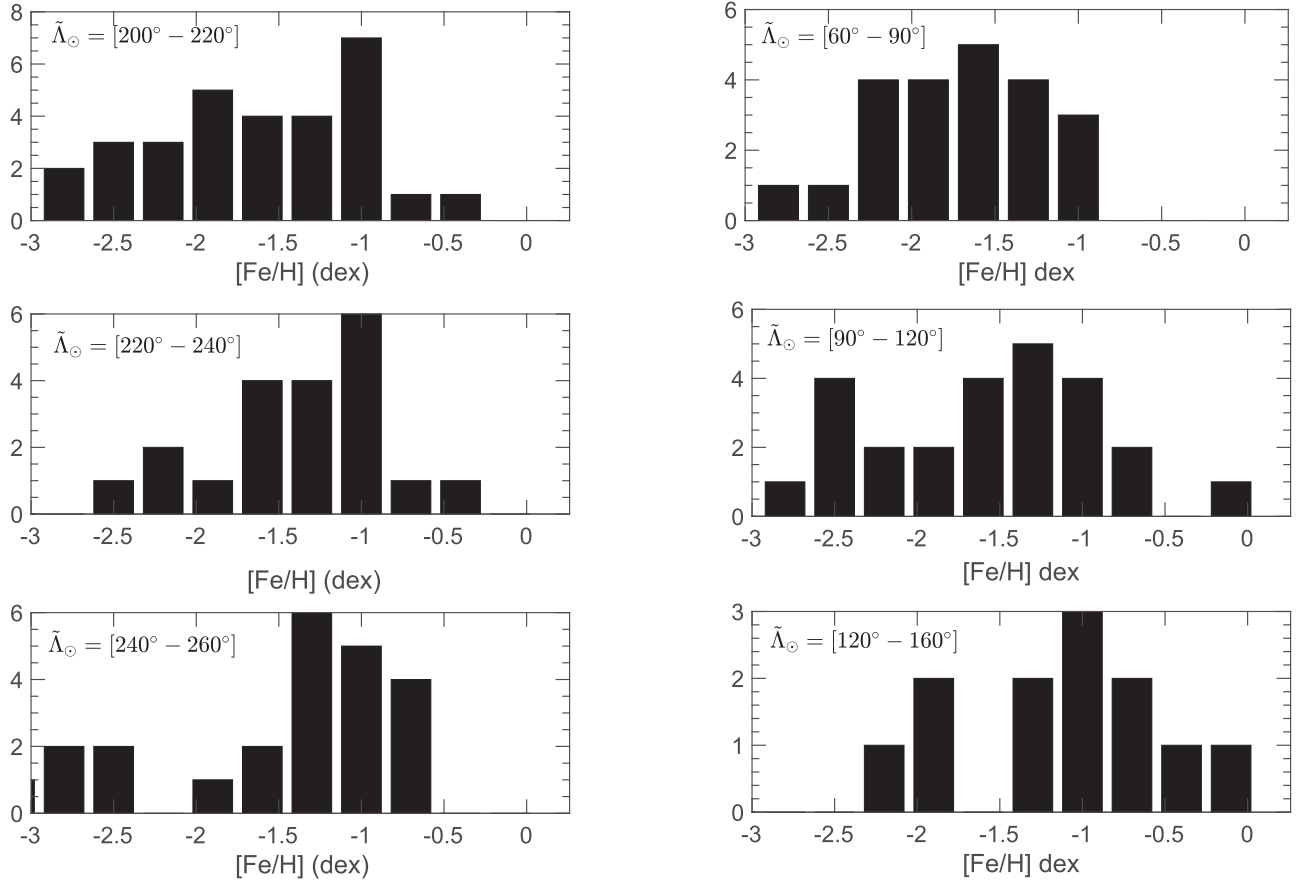 8
6
4
2
0
Λ̃⊙ = [200° − 220°]
-3 -2.5 -2 -1.5 -1 -0.5 0
[Fe/H] (dex)
6
4
2
0
Λ̃⊙ = [60° − 90°]
-3 -2.5 -2 -1.5 -1 -0.5 0
[Fe/H] dex
6
4
2
0
Λ̃⊙ = [220° − 240°]
-3 -2.5 -2 -1.5 -1 -0.5 0
[Fe/H] (dex)
6
4
2
0
Λ̃⊙ = [90° − 120°]
-3 -2.5 -2 -1.5 -1 -0.5 0
[Fe/H] dex
6
4
2
0
Λ̃⊙ = [240° − 260°]
-3 -2.5 -2 -1.5 -1 -0.5 0
[Fe/H] (dex)
3
2
1
0
Λ̃⊙ = [120° − 160°]
-3 -2.5 -2 -1.5 -1 -0.5 0
[Fe/H] dex